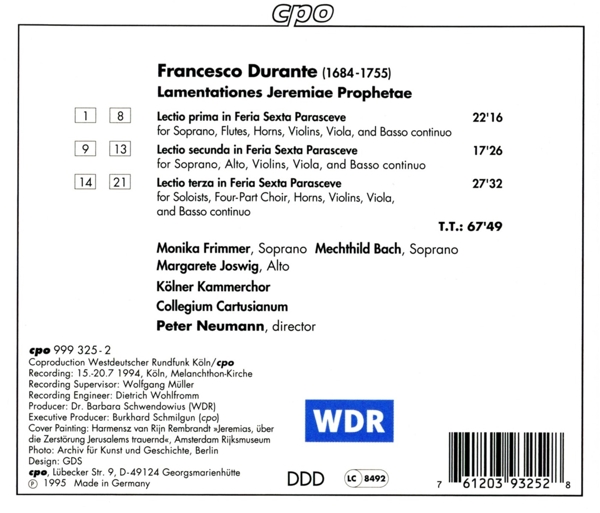 cpo
Francesco Durante (1684-1755)
Lamentationes Jeremiae Prophetae
1 8 Lectio prima in Feria Sexta Parasceve 22'16
for Soprano, Flutes, Horns, Violins, Viola, and Basso continuo
9 13 Lectio secunda in Feria Sexta Parasceve 17'26
for Soprano, Alto, Violins, Viola, and Basso continuo
14 21 Lectio terza in Feria Sexta Parasceve 27'32
for Soloists, Four-Part Choir, Horns, Violins, Viola,
and Basso continuo
T.T.: 67'49
Monika Frimmer, Soprano Mechthild Bach, Soprano
Margarete Joswig, Alto
Kölner Kammerchor
Collegium Cartusianum
Peter Neumann, director
cpo 999 325-2
Coproduction Westdeutscher Rundfunk Köln/cpo
Recording: 15.-20.7 1994, Köln, Melanchthon-Kirche
Recording Supervisor: Wolfgang Müller
Recording Engineer: Dietrich Wohlfromm
Producer: Dr. Barbara Schwendowius (WDR)
Executive Producer: Burkhard Schmilgun (cpo)
Cover Painting: Harmensz van Rijn Rembrandt »Jeremias, über
die Zerstörung Jerusalems trauernd«, Amsterdam Rijksmuseum
Photo: Archiv für Kunst und Geschichte, Berlin
Design: GDS
cpo, Lübecker Str. 9, D-49124 Georgsmarienhütte
Ⓟ 1995 Made in Germany
WDR
DDD
LC 8492
7 61203 93252 8